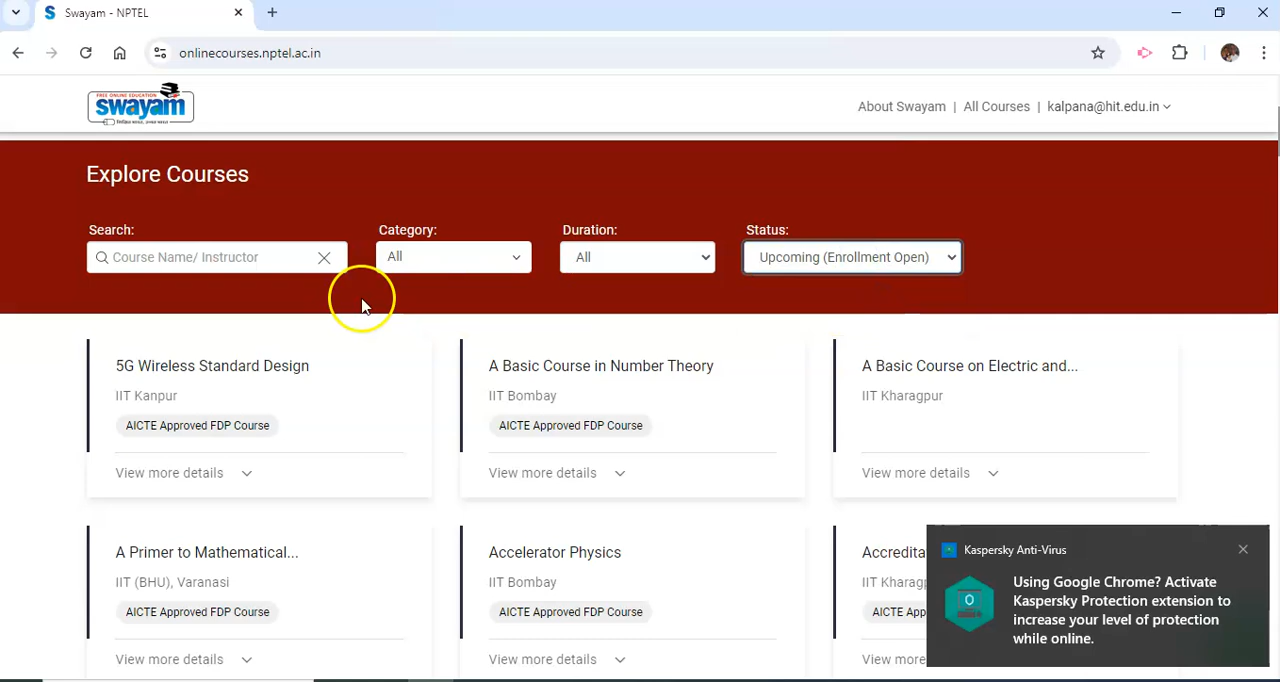 Swayam - NPTEL
onlinecourses.nptel.ac.in
FREE ONLINE EDUCATION
swayam
About Swayam | All Courses | kalpana@hit.edu.in
Explore Courses
Search: Category: Duration: Status:
Course Name/ Instructor All All Upcoming (Enrollment Open)
5G Wireless Standard Design A Basic Course in Number Theory A Basic Course on Electric and...
IIT Kanpur IIT Bombay IIT Kharagpur
AICTE Approved FDP Course AICTE Approved FDP Course
View more details View more details View more details
A Primer to Mathematical... Accelerator Physics Accredita
IIT (BHU), Varanasi IIT Bombay IIT Kharagp
AICTE Approved FDP Course AICTE Approved FDP Course AICTE App
View more details View more details View more
Kaspersky Anti-Virus
Using Google Chrome? Activate
Kaspersky Protection extension to
increase your level of protection
while online.